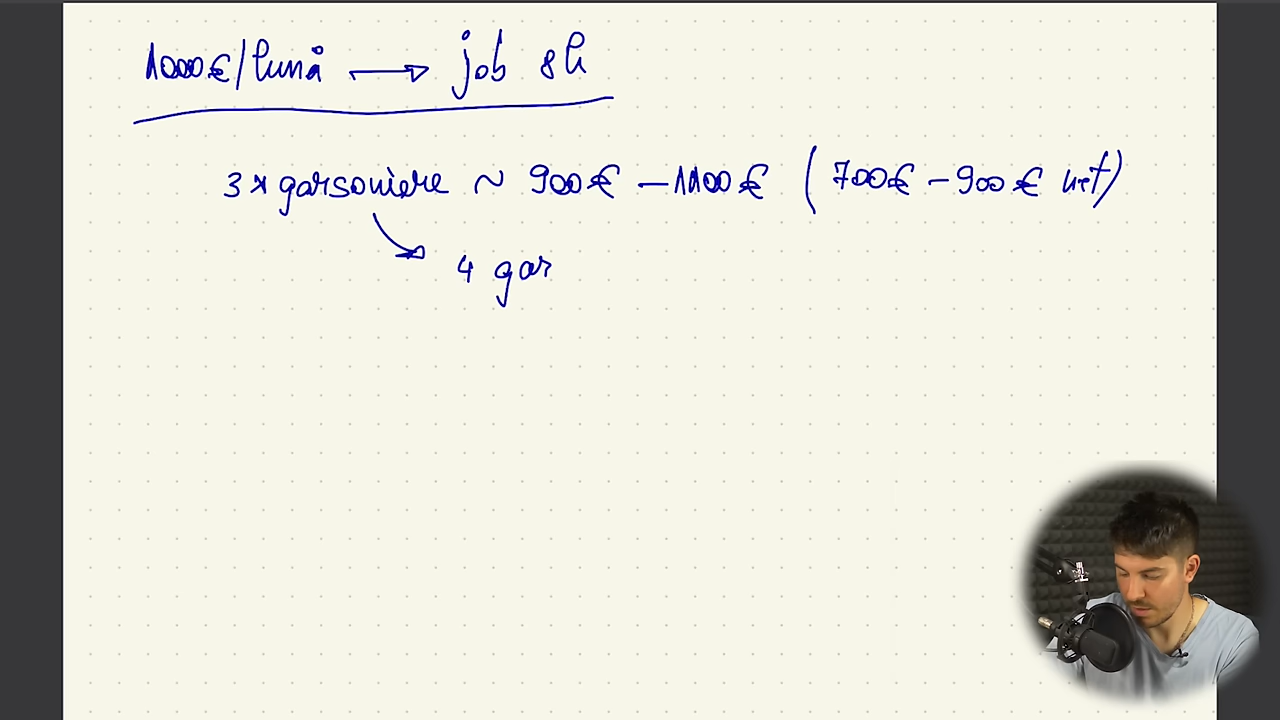 1000€/lună → job 8h
3 x garsoniere ~ 900€ - 1100€ (700€ - 900€ net)
4 gar